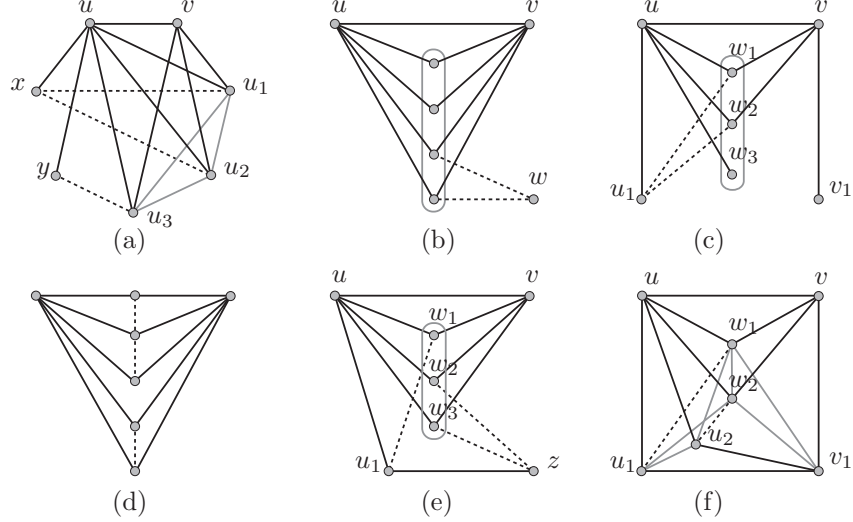 u v
x u₁
y u₂
u₃
(a)
u v
w
(b)
u v
w₁
w₂
w₃
u₁ v₁
(c)
(d)
u v
w₁
w₂
w₃
u₁ z
(e)
u v
w₁
w₂
u₂
u₁ v₁
(f)